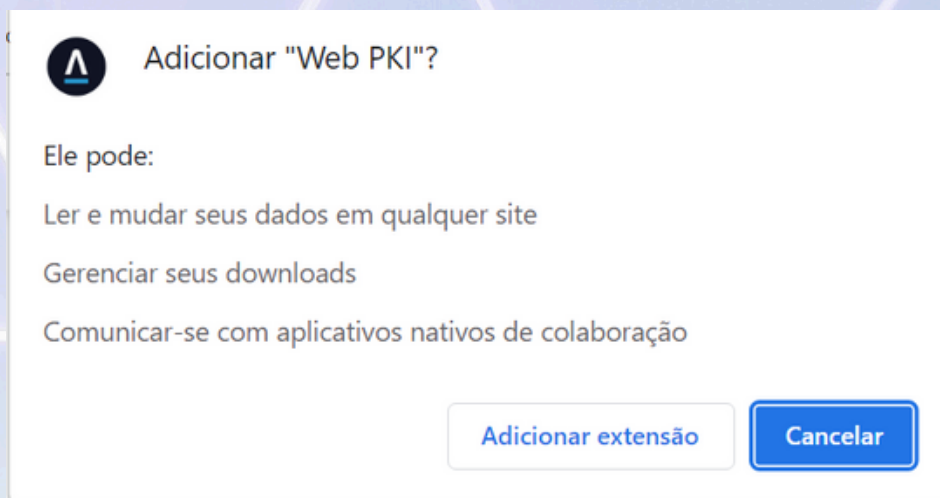 Adicionar "Web PKI"?
Ele pode:
Ler e mudar seus dados em qualquer site
Gerenciar seus downloads
Comunicar-se com aplicativos nativos de colaboração
Adicionar extensão
Cancelar